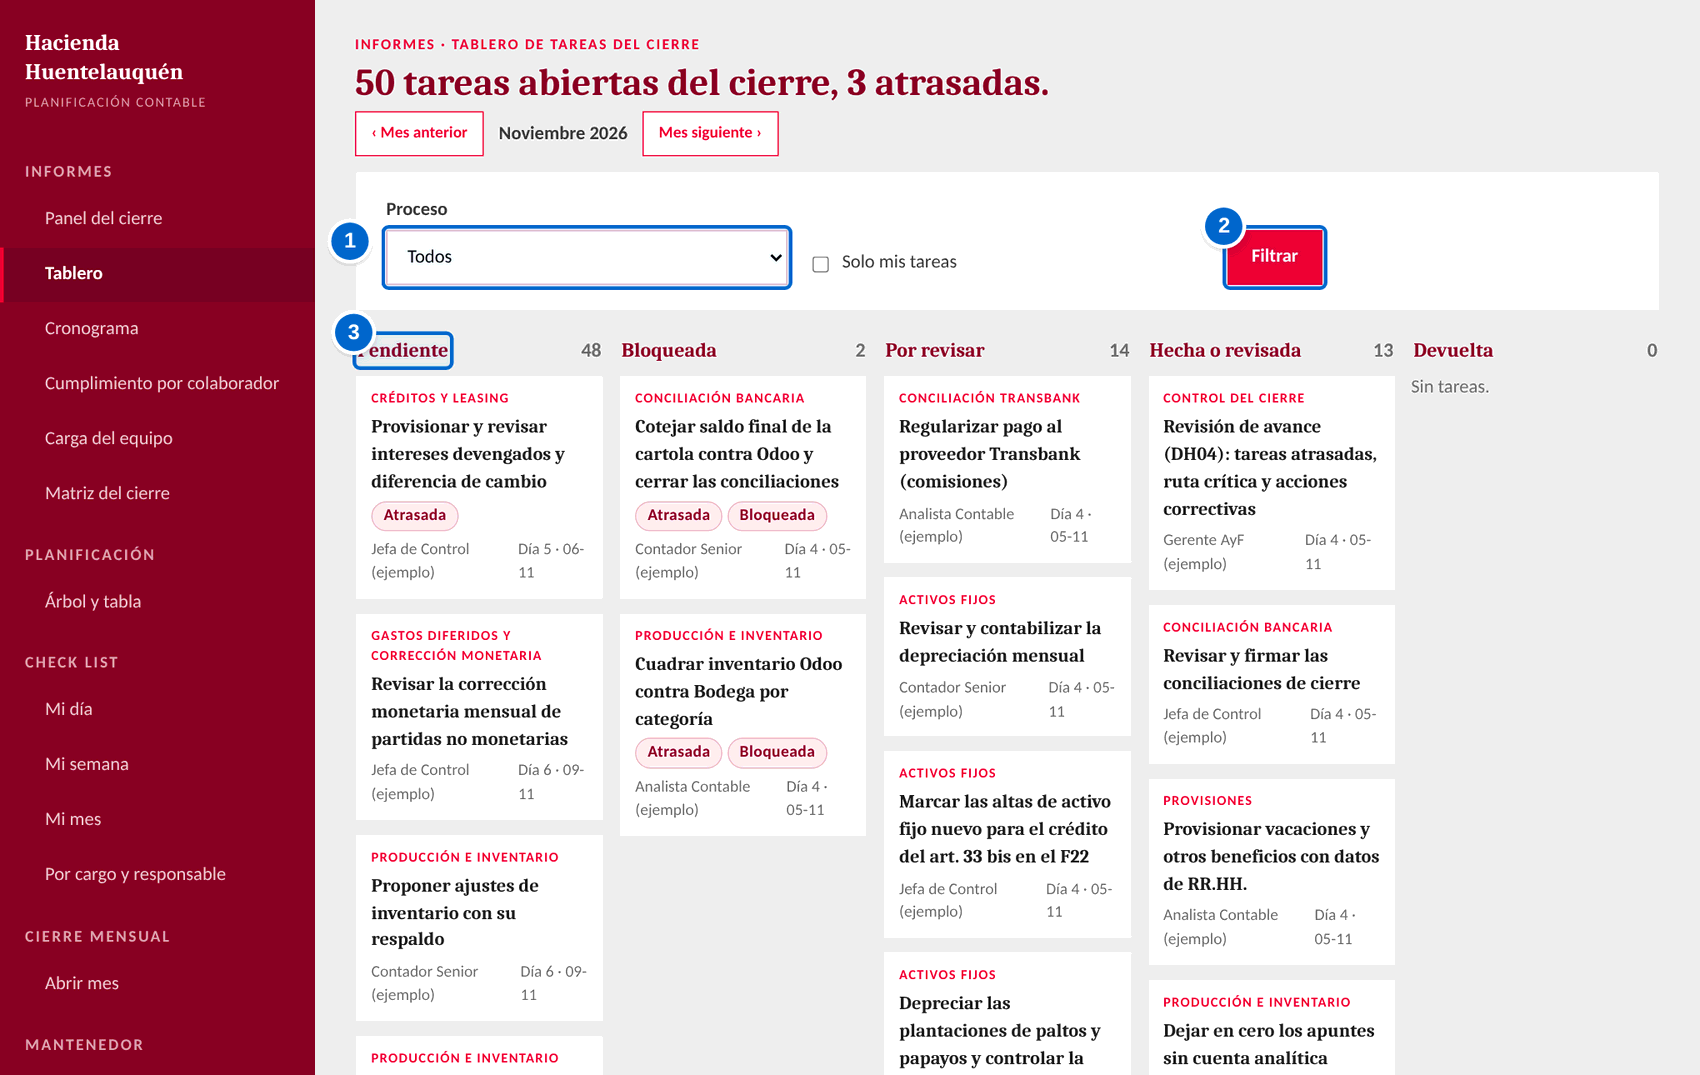 Hacienda
Huentelauquén
PLANIFICACIÓN CONTABLE
INFORMES
Panel del cierre
Tablero
Cronograma
Cumplimiento por colaborador
Carga del equipo
Matriz del cierre
PLANIFICACIÓN
Árbol y tabla
CHECK LIST
Mi día
Mi semana
Mi mes
Por cargo y responsable
CIERRE MENSUAL
Abrir mes
MANTENEDOR
INFORMES · TABLERO DE TAREAS DEL CIERRE
50 tareas abiertas del cierre, 3 atrasadas.
‹ Mes anterior
Noviembre 2026
Mes siguiente ›
Proceso
1
Todos
Solo mis tareas
2
Filtrar
3
Pendiente 48
CRÉDITOS Y LEASING
Provisionar y revisar
intereses devengados y
diferencia de cambio
Atrasada
Jefa de Control Día 5 · 06-
(ejemplo) 11
GASTOS DIFERIDOS Y
CORRECCIÓN MONETARIA
Revisar la corrección
monetaria mensual de
partidas no monetarias
Jefa de Control Día 6 · 09-
(ejemplo) 11
PRODUCCIÓN E INVENTARIO
Proponer ajustes de
inventario con su
respaldo
Contador Senior Día 6 · 09-
(ejemplo) 11
PRODUCCIÓN E INVENTARIO
Bloqueada 2
CONCILIACIÓN BANCARIA
Cotejar saldo final de la
cartola contra Odoo y
cerrar las conciliaciones
Atrasada Bloqueada
Contador Senior Día 4 · 05-
(ejemplo) 11
PRODUCCIÓN E INVENTARIO
Cuadrar inventario Odoo
contra Bodega por
categoría
Atrasada Bloqueada
Analista Contable Día 4 ·
(ejemplo) 05-11
Por revisar 14
CONCILIACIÓN TRANSBANK
Regularizar pago al
proveedor Transbank
(comisiones)
Analista Contable Día 4 ·
(ejemplo) 05-11
ACTIVOS FIJOS
Revisar y contabilizar la
depreciación mensual
Contador Senior Día 4 · 05-
(ejemplo) 11
ACTIVOS FIJOS
Marcar las altas de activo
fijo nuevo para el crédito
del art. 33 bis en el F22
Jefa de Control Día 4 · 05-
(ejemplo) 11
ACTIVOS FIJOS
Depreciar las
plantaciones de paltos y
papayos y controlar la
Hecha o revisada 13
CONTROL DEL CIERRE
Revisión de avance
(DH04): tareas atrasadas,
ruta crítica y acciones
correctivas
Gerente AyF Día 4 · 05-
(ejemplo) 11
CONCILIACIÓN BANCARIA
Revisar y firmar las
conciliaciones de cierre
Jefa de Control Día 4 · 05-
(ejemplo) 11
PROVISIONES
Provisionar vacaciones y
otros beneficios con datos
de RR.HH.
Analista Contable Día 4 ·
(ejemplo) 05-11
PRODUCCIÓN E INVENTARIO
Dejar en cero los apuntes
sin cuenta analítica
Devuelta 0
Sin tareas.